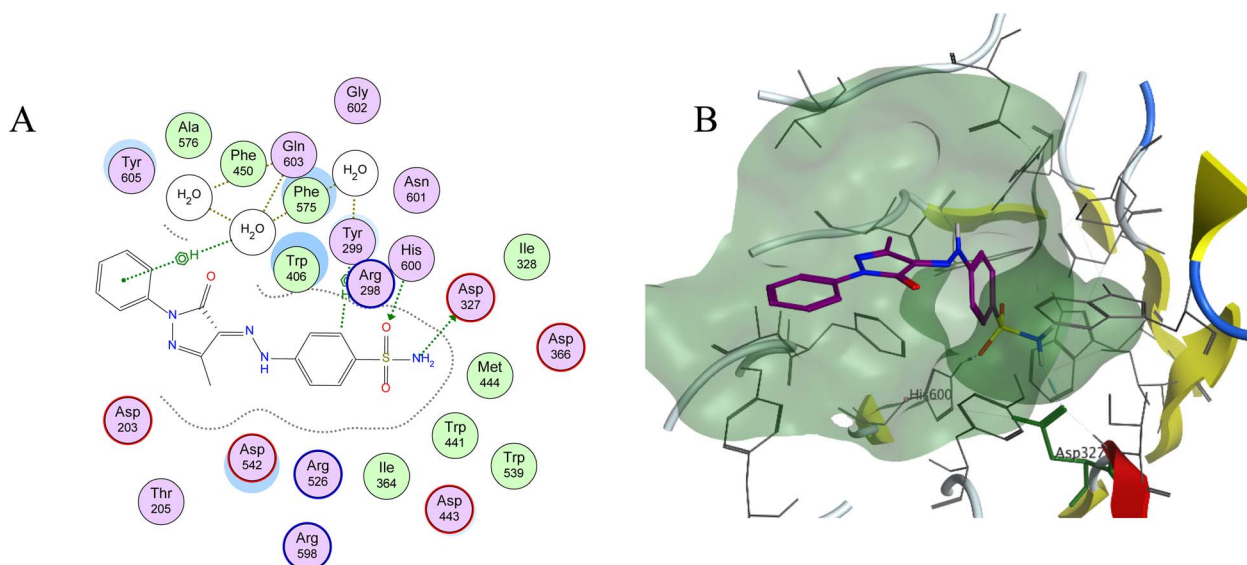 A
B
Gly
602
Ala
576
Gln
603
Tyr
605
Phe
450
H₂O
H₂O
Phe
575
Asn
601
H₂O
Tyr
299
His
600
Ile
328
Trp
406
Arg
298
Asp
327
H
H
O
N
N
N
N
H
O
S
O
NH₂
Asp
366
Met
444
Asp
203
Trp
441
Asp
542
Arg
526
Ile
364
Trp
539
Thr
205
Asp
443
Arg
598
His600
Asp327